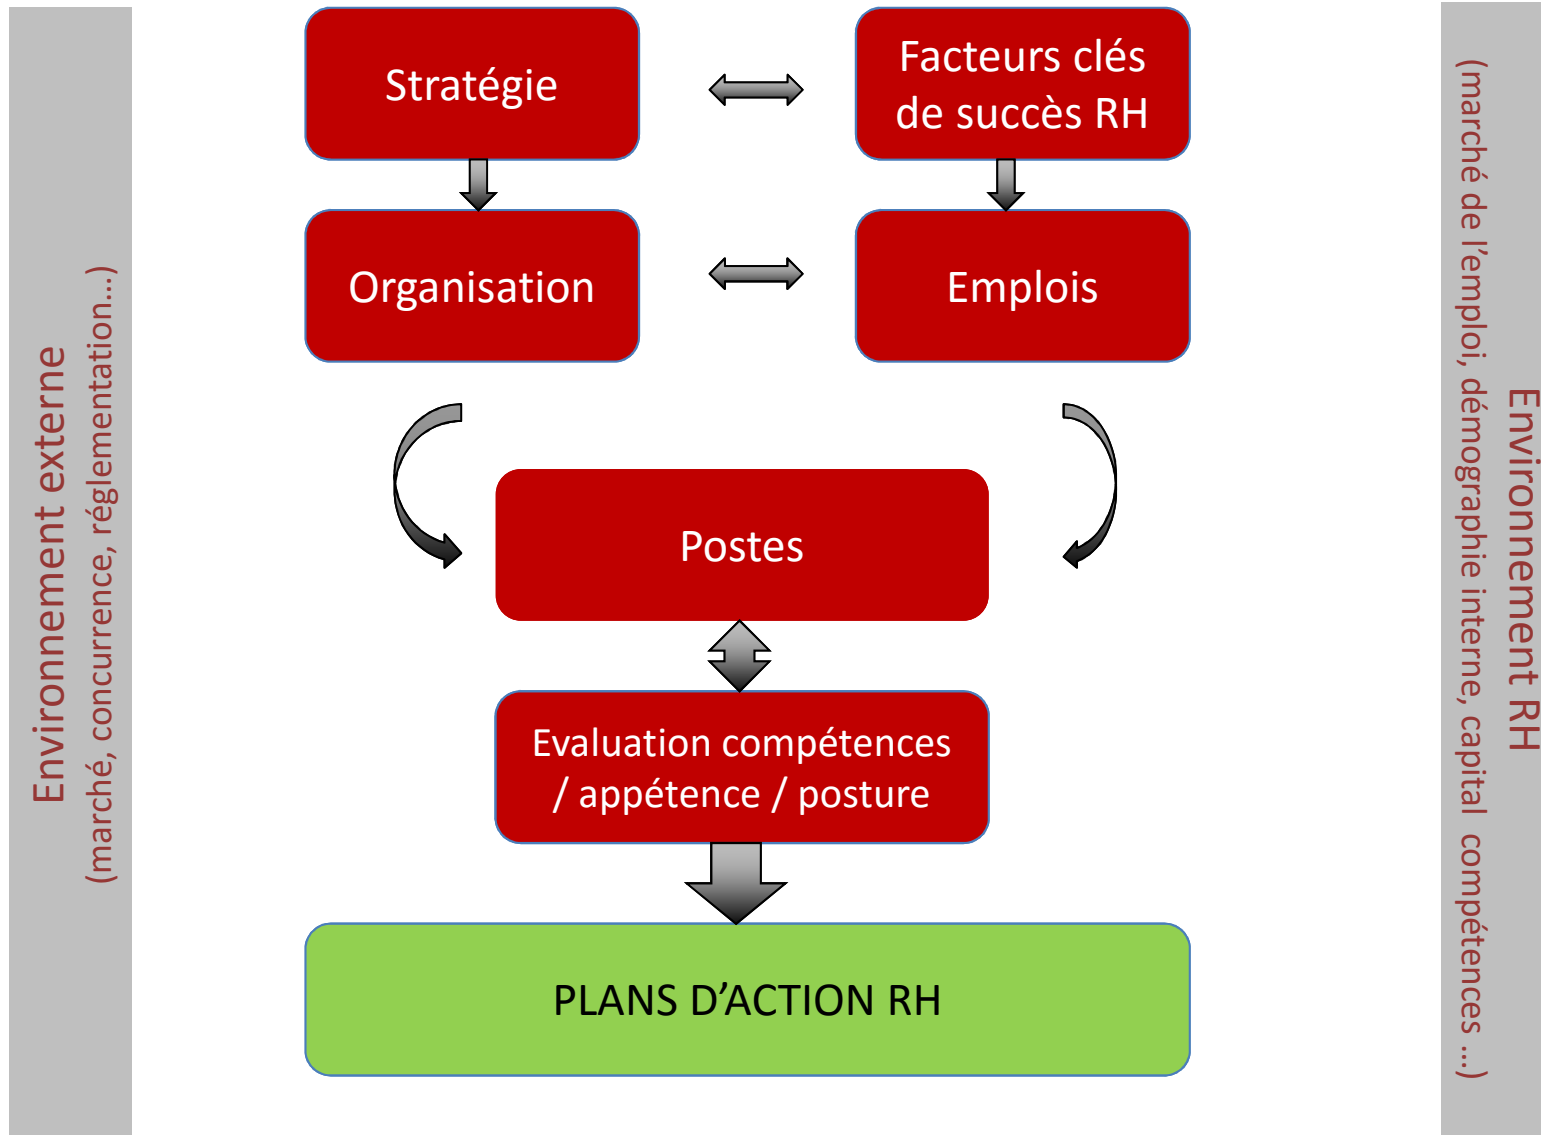 Environnement externe
(marché, concurrence, réglementation...)
Stratégie
Facteurs clés
de succès RH
Organisation
Emplois
Postes
Evaluation compétences
/ appétence / posture
PLANS D’ACTION RH
Environnement RH
(marché de l’emploi, démographie interne, capital compétences ...)